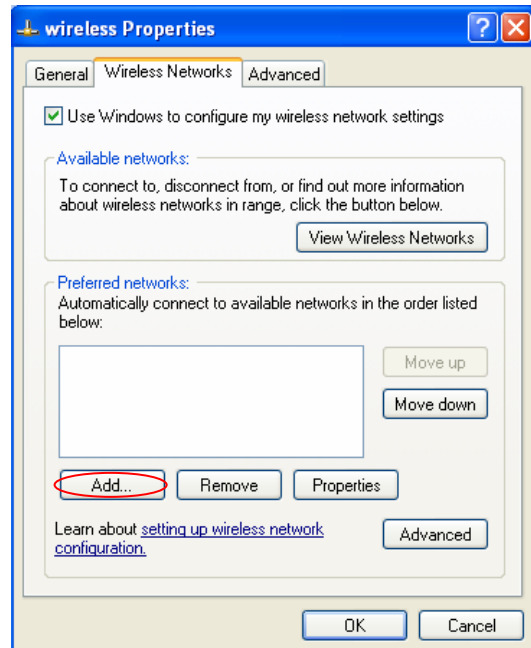 wireless Properties
General Wireless Networks Advanced
Use Windows to configure my wireless network settings
Available networks:
To connect to, disconnect from, or find out more information
about wireless networks in range, click the button below.
View Wireless Networks
Preferred networks:
Automatically connect to available networks in the order listed
below:
Move up
Move down
Add... Remove Properties
Learn about setting up wireless network
configuration.
Advanced
OK Cancel